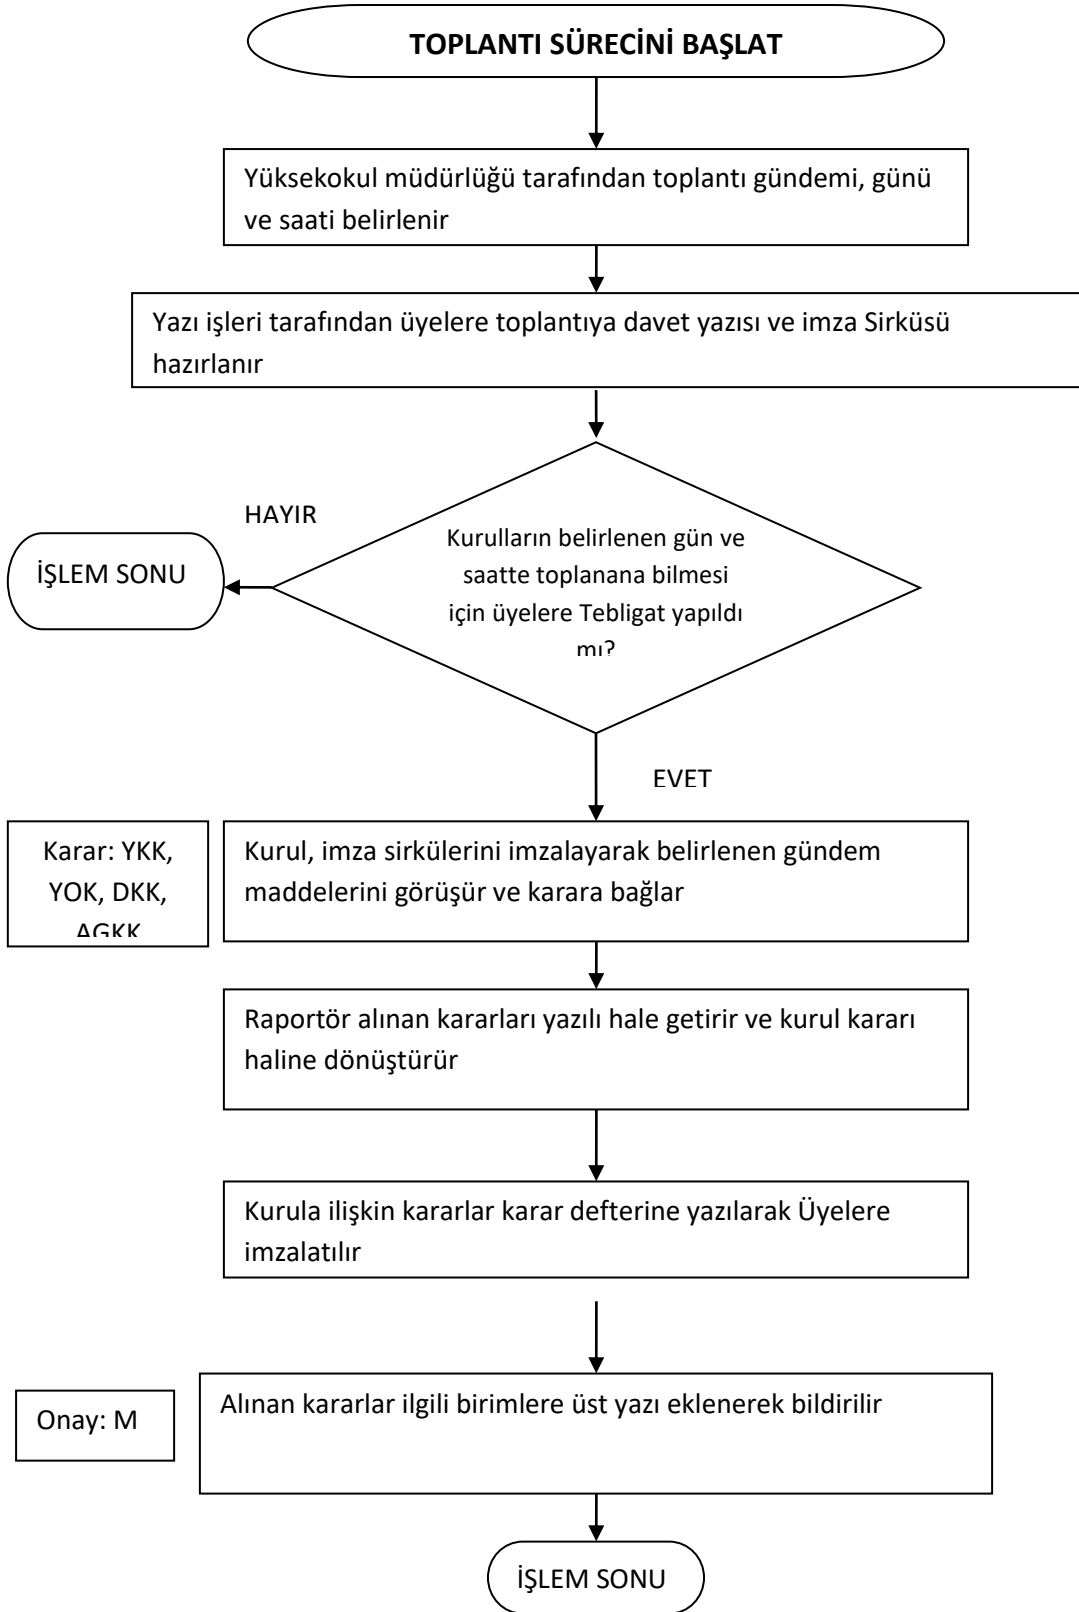 TOPLANTI SÜRECİNİ BAŞLAT
Yüksekokul müdürlüğü tarafından toplantı gündemi, günü
ve saati belirlenir
Yazı işleri tarafından üyelere toplantıya davet yazısı ve imza Sirküsü
hazırlanır
HAYIR
İŞLEM SONU
Kurulların belirlenen gün ve
saatte toplanana bilmesi
için üyelere Tebligat yapıldı
mı?
EVET
Karar: YKK,
YOK, DKK,
AGKK
Kurul, imza sirkülerini imzalayarak belirlenen gündem
maddelerini görüşür ve karara bağlar
Raportör alınan kararları yazılı hale getirir ve kurul kararı
haline dönüştürür
Kurula ilişkin kararlar karar defterine yazılarak Üyelere
imzalatılır
Onay: M
Alınan kararlar ilgili birimlere üst yazı eklenerek bildirilir
İŞLEM SONU